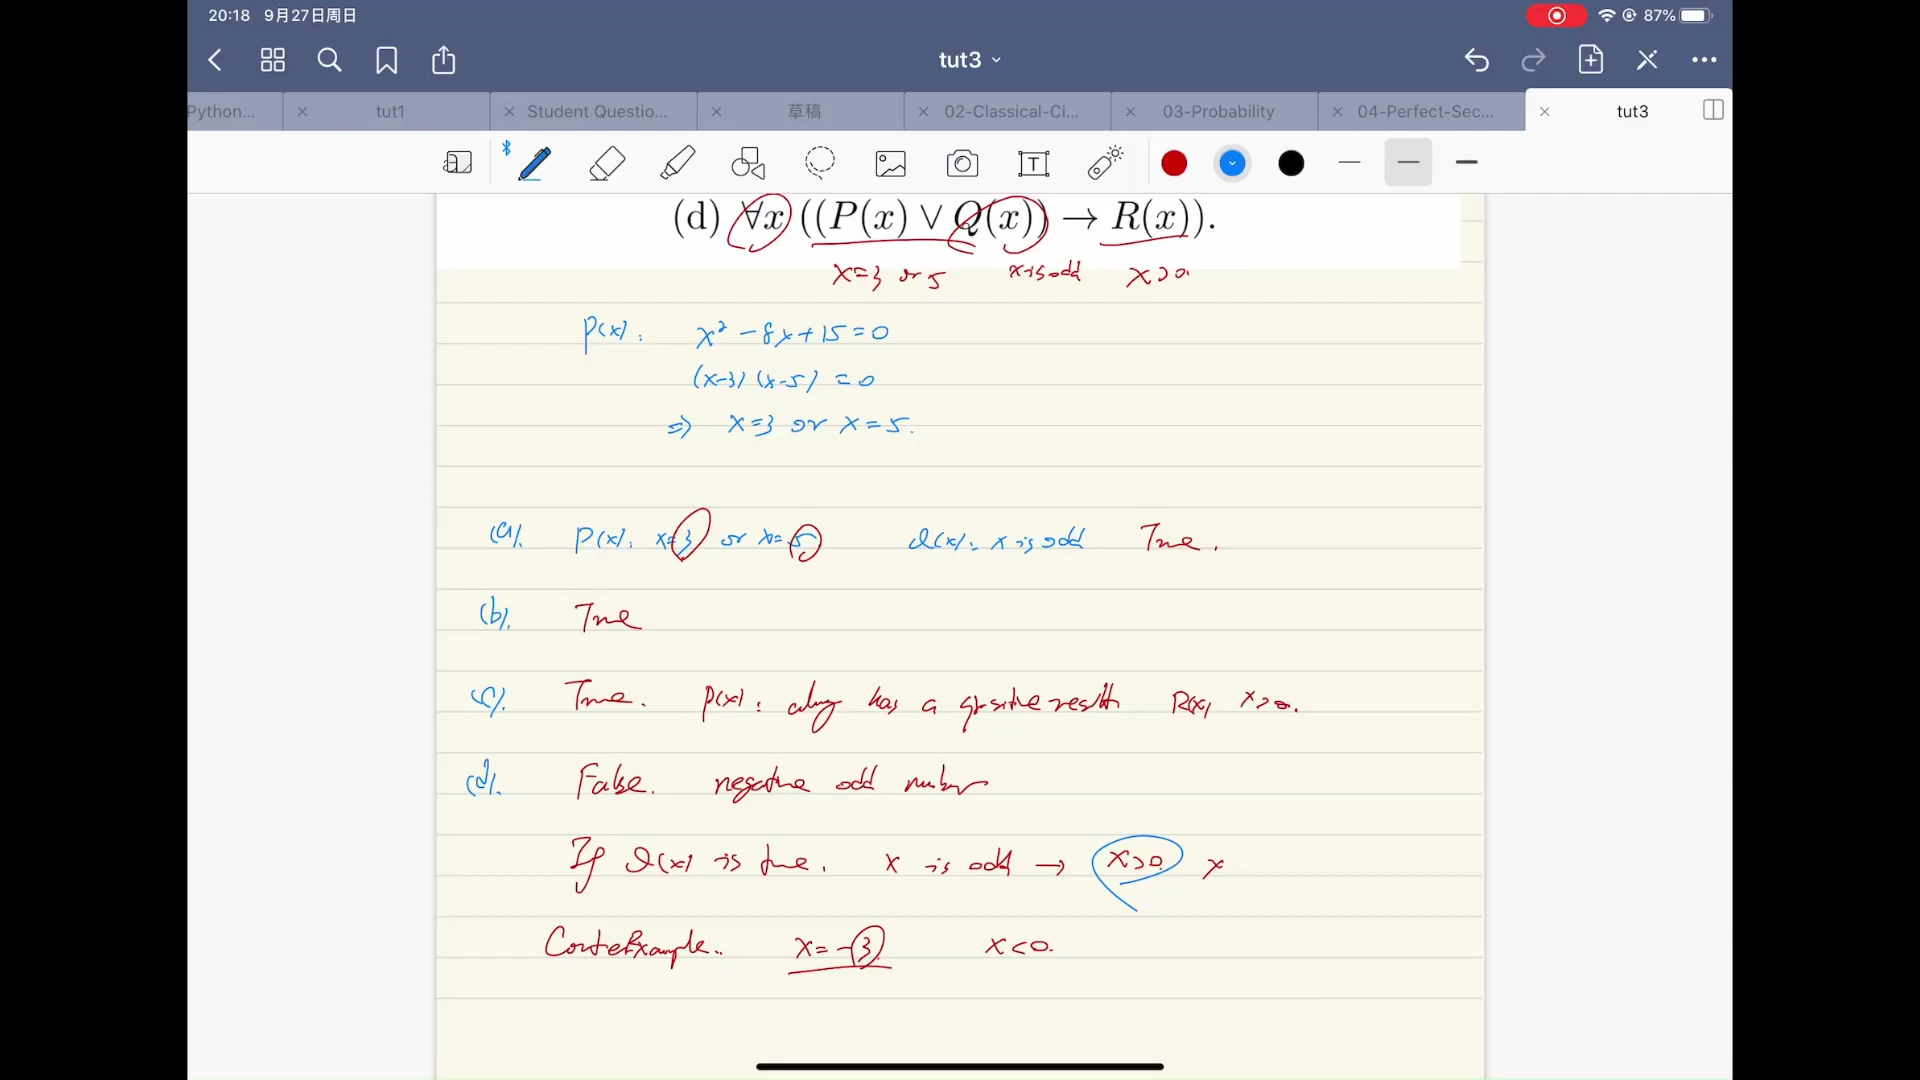 20:18 9月27日周日 87%
tut3
Python... tut1 Student Questio... 草稿 02-Classical-Ci... 03-Probability 04-Perfect-Sec... tut3
(d) ∀x ((P(x) ∨ Q(x)) → R(x)).
x=3 or 5 x is odd x>0.
P(x): x² -8x+15=0
(x-3) (x-5) =0
⇒ x=3 or x=5.
(a). P(x): x=3 or x=5 Q(x): x is odd True.
(b). True
(c). True. P(x): has a positive result R(x) x>0.
(d). False. negative odd number
If Q(x) is true. x is odd → x>0. x
CounterExample. x=-3 x<0.